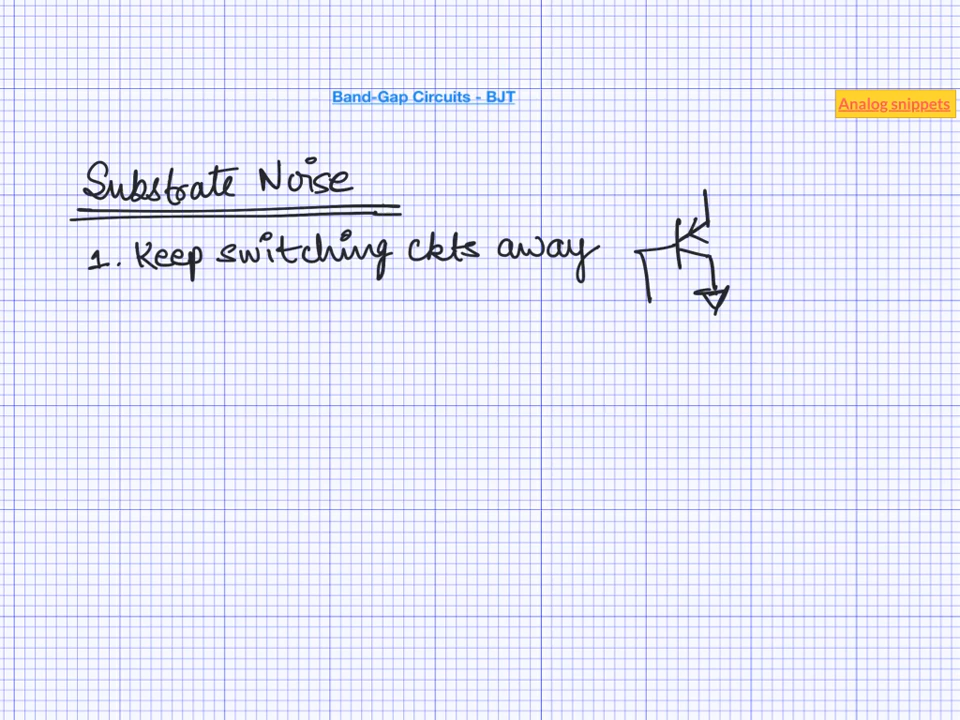 Band-Gap Circuits - BJT
Analog snippets
Substrate Noise
1. Keep switching ckts away